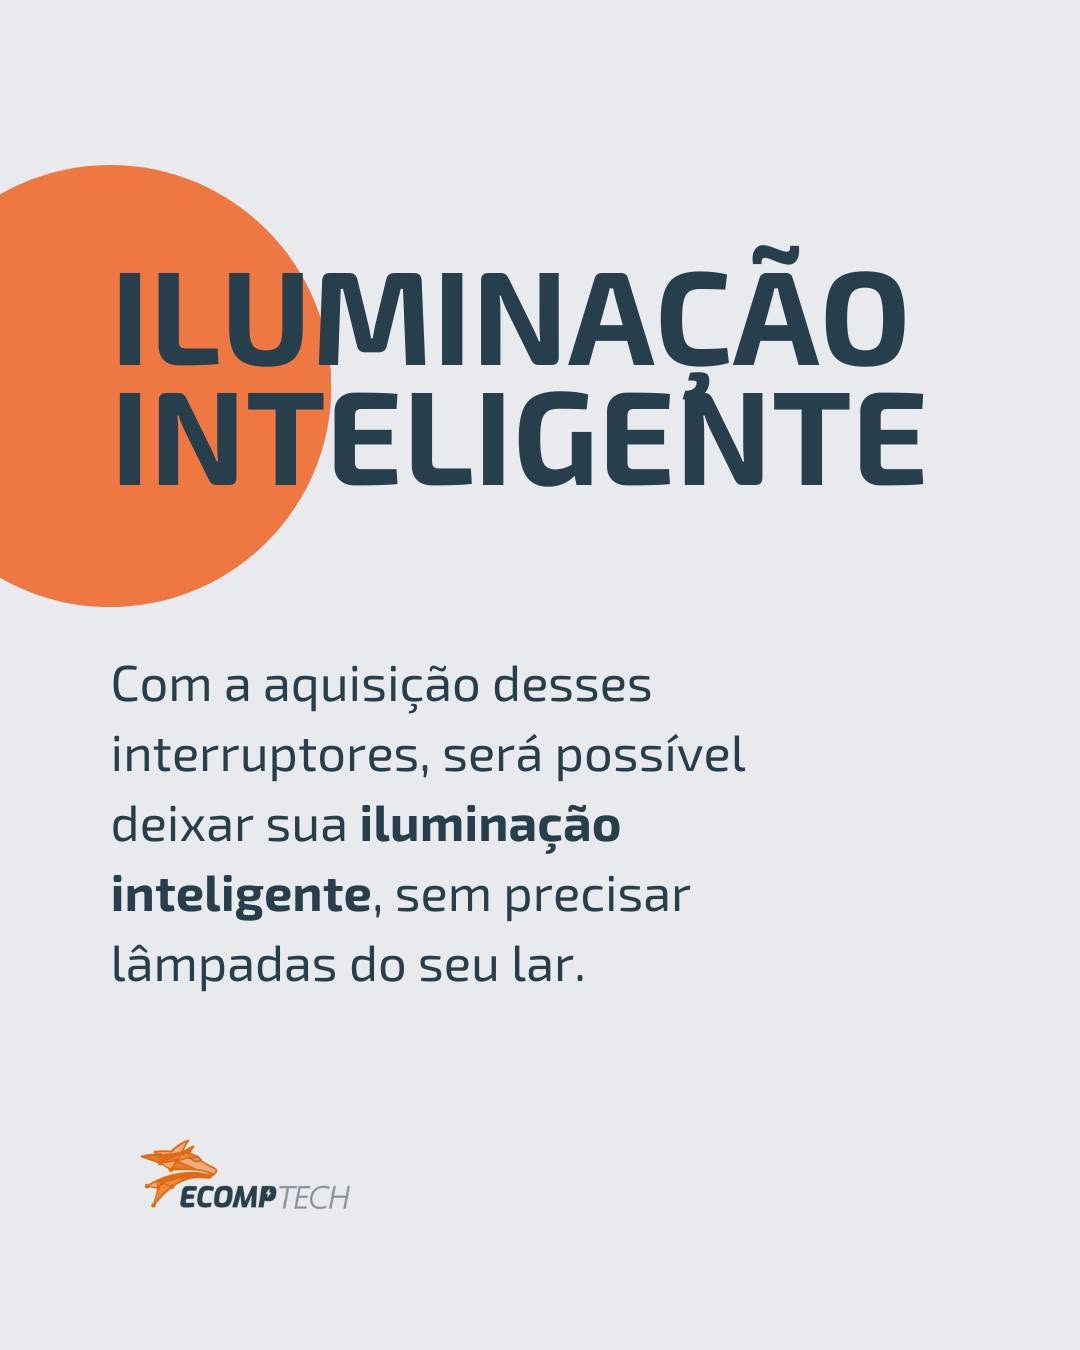 ILUMINAÇÃO
INTELIGENTE
Com a aquisição desses
interruptores, será possível
deixar sua iluminação
inteligente, sem precisar
lâmpadas do seu lar.
ECOMPTECH